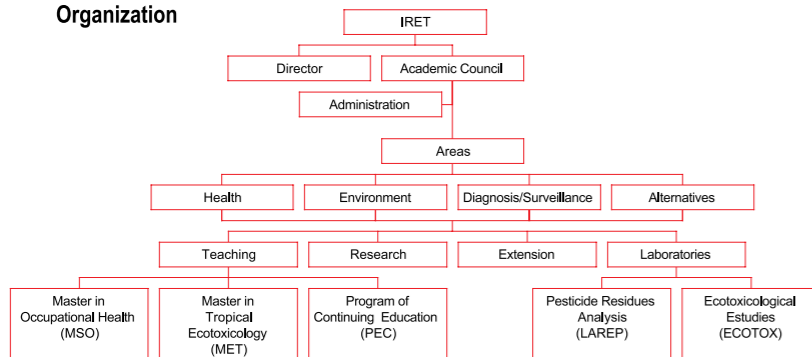 Organization
IRET
Director
Academic Council
Administration
Areas
Health
Environment
Diagnosis/Surveillance
Alternatives
Teaching
Research
Extension
Laboratories
Master in
Occupational Health
(MSO)
Master in
Tropical
Ecotoxicology
(MET)
Program of
Continuing Education
(PEC)
Pesticide Residues
Analysis
(LAREP)
Ecotoxicological
Estudies
(ECOTOX)